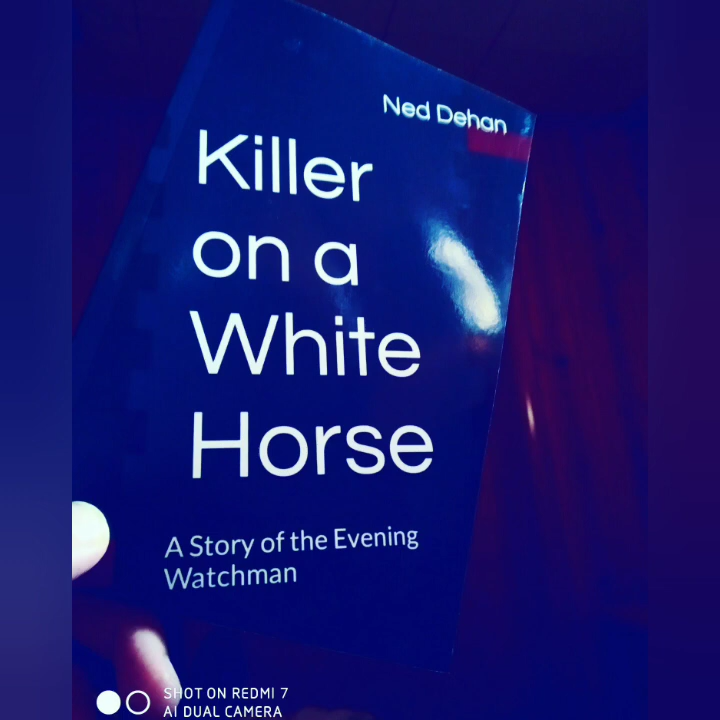 Ned Dehan
Killer
on a
White
Horse
A Story of the Evening
Watchman
SHOT ON REDMI 7
AI DUAL CAMERA